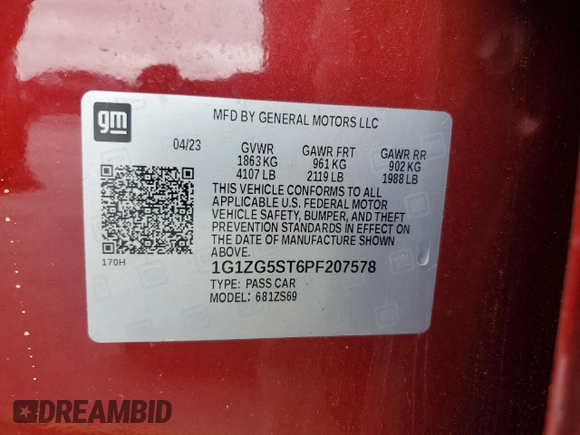 gm
MFD BY GENERAL MOTORS LLC
04/23 GVWR GAWR FRT GAWR RR
1863 KG 961 KG 902 KG
4107 LB 2119 LB 1988 LB
THIS VEHICLE CONFORMS TO ALL
APPLICABLE U.S. FEDERAL MOTOR
VEHICLE SAFETY, BUMPER, AND THEFT
PREVENTION STANDARDS IN EFFECT ON
THE DATE OF MANUFACTURE SHOWN
ABOVE.
170H
1G1ZG5ST6PF207578
TYPE: PASS CAR
MODEL: 681ZS69
DREAMBID